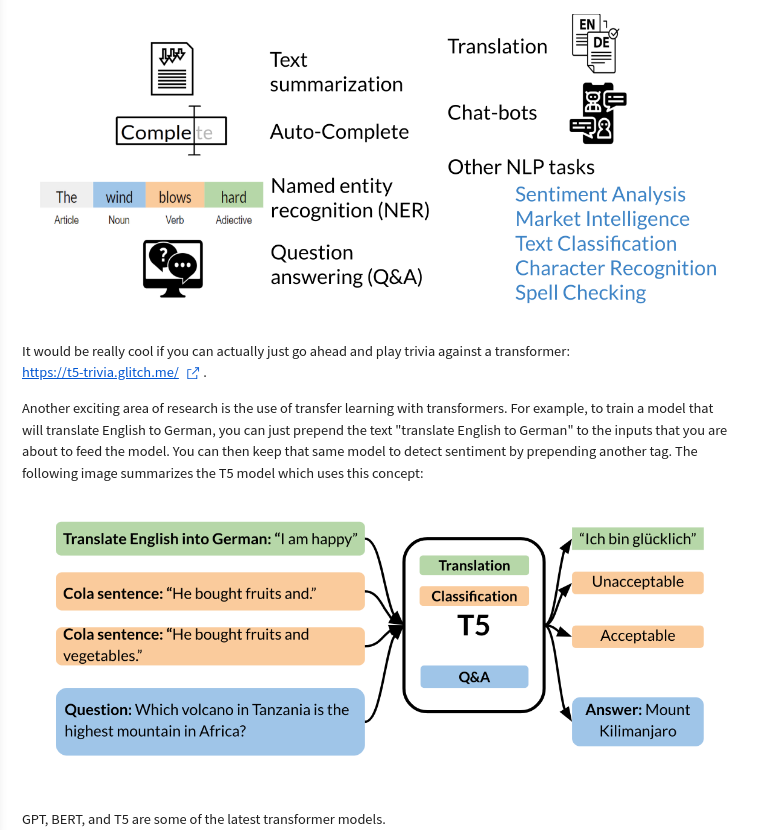 Text
summarization
Complete
Auto-Complete
The wind blows hard
Article Noun Verb Adjective
Named entity
recognition (NER)
?
Question
answering (Q&A)
Translation
EN
DE
Chat-bots
Other NLP tasks
Sentiment Analysis
Market Intelligence
Text Classification
Character Recognition
Spell Checking
It would be really cool if you can actually just go ahead and play trivia against a transformer:
https://t5-trivia.glitch.me/ .
Another exciting area of research is the use of transfer learning with transformers. For example, to train a model that
will translate English to German, you can just prepend the text "translate English to German" to the inputs that you are
about to feed the model. You can then keep that same model to detect sentiment by prepending another tag. The
following image summarizes the T5 model which uses this concept:
Translate English into German: “I am happy”
Cola sentence: “He bought fruits and.”
Cola sentence: “He bought fruits and
vegetables.”
Question: Which volcano in Tanzania is the
highest mountain in Africa?
Translation
Classification
T5
Q&A
“Ich bin glücklich”
Unacceptable
Acceptable
Answer: Mount
Kilimanjaro
GPT, BERT, and T5 are some of the latest transformer models.